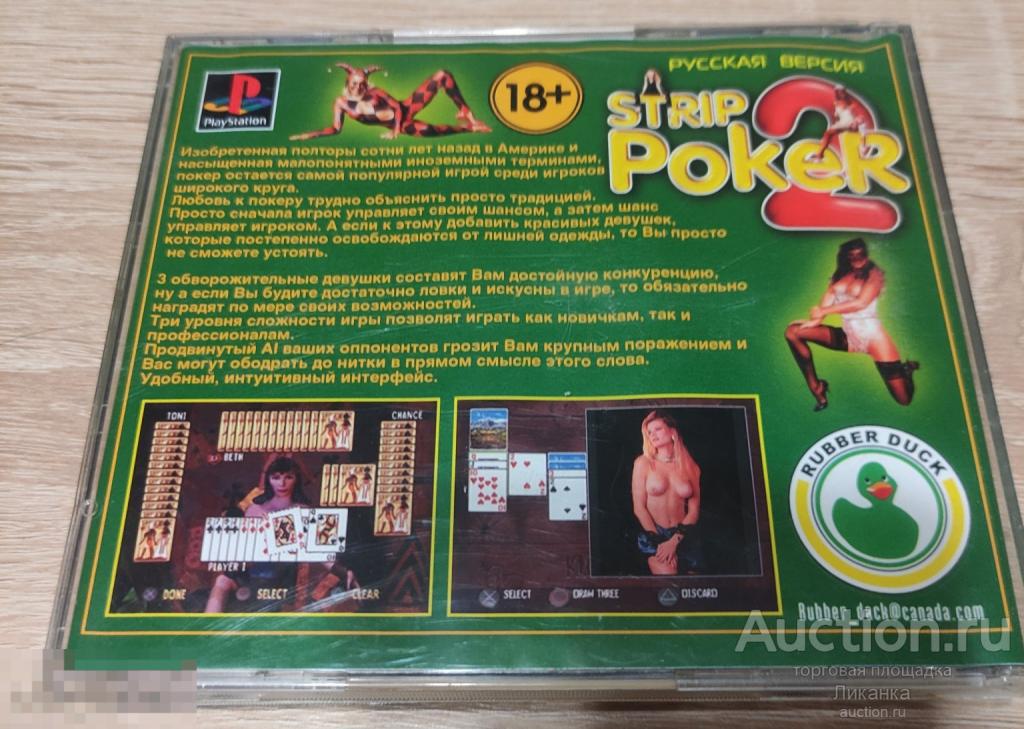 PlayStation
18+
РУССКАЯ ВЕРСИЯ
STRIP
Poker
2
Изобретенная полторы сотни лет назад в Америке и
насыщенная малопонятными иноземными терминами,
покер остается самой популярной игрой среди игроков
широкого круга.
Любовь к покеру трудно объяснить просто традицией.
Просто сначала игрок управляет своим шансом, а затем шанс
управляет игроком. А если к этому добавить красивых девушек,
которые постепенно освобождаются от лишней одежды, то Вы просто
не сможете устоять.
3 обворожительные девушки составят Вам достойную конкуренцию,
ну а если Вы будите достаточно ловки и искусны в игре, то обязательно
наградят по мере своих возможностей.
Три уровня сложности игры позволят играть как новичкам, так и
профессионалам.
Продвинутый AI ваших оппонентов грозит Вам крупным поражением и
Вас могут ободрать до нитки в прямом смысле этого слова.
Удобный, интуитивный интерфейс.
TONI
CHANCE
BETH
PLAYER 1
DONE
SELECT
CLEAR
SELECT
DRAW THREE
DISCARD
RUBBER DUCK
Rubber_duck@canada.com
Auction.ru
торговая площадка
Ликанка
auction.ru